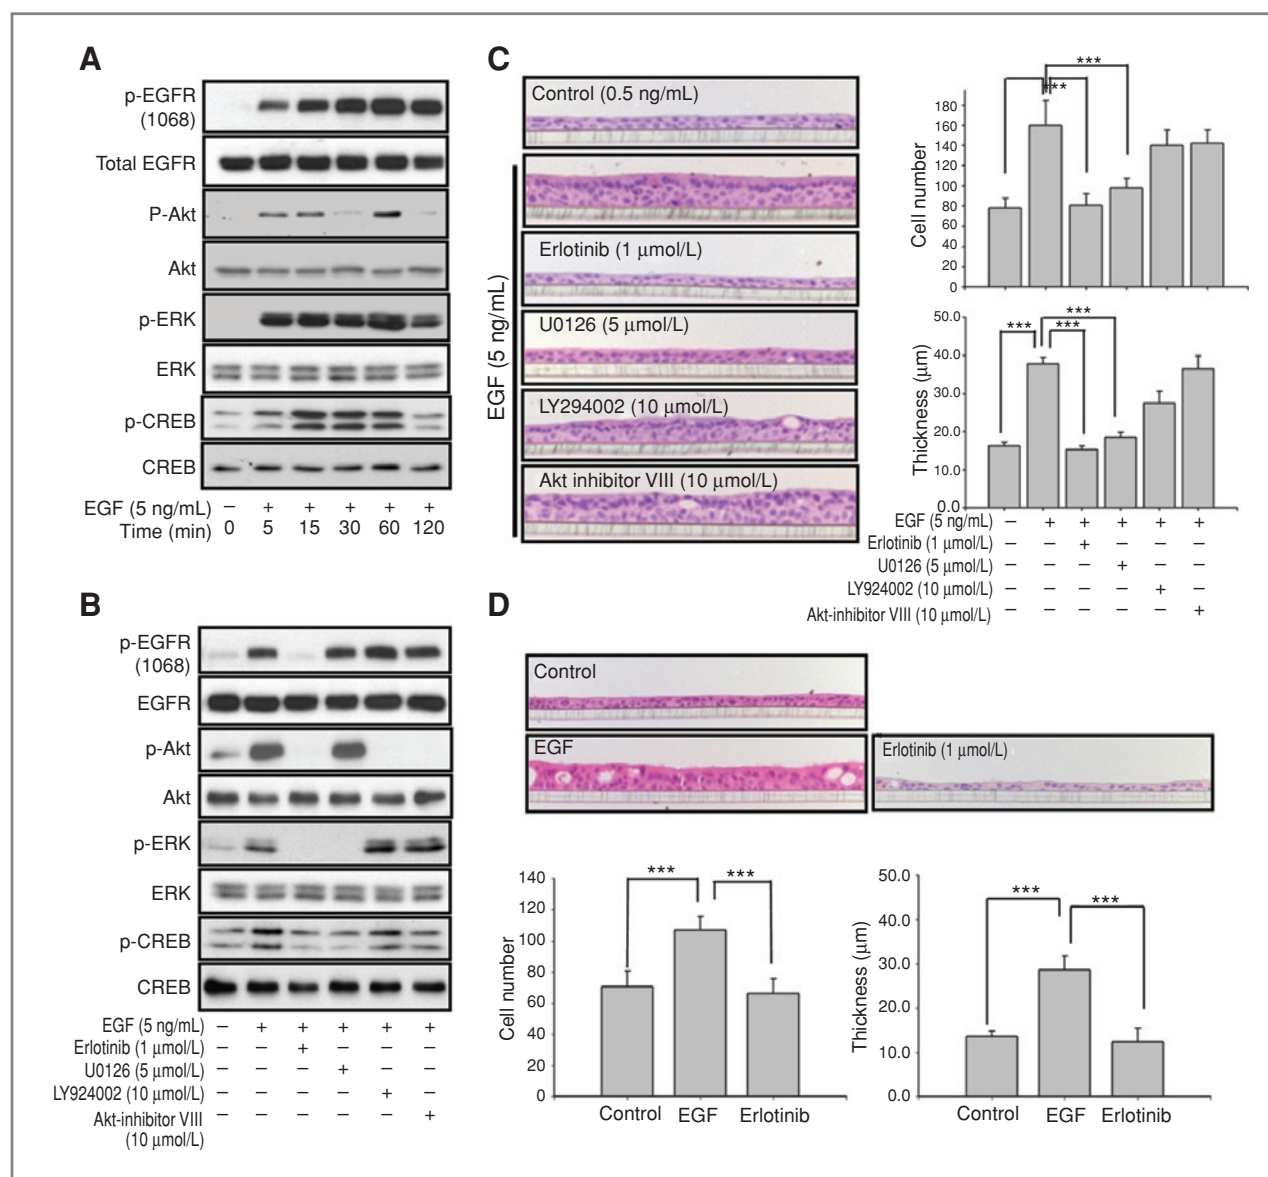 A
p-EGFR
(1068)
Total EGFR
P-Akt
Akt
p-ERK
ERK
p-CREB
CREB
EGF (5 ng/mL) – + + + + +
Time (min) 0 5 15 30 60 120
B
p-EGFR
(1068)
EGFR
p-Akt
Akt
p-ERK
ERK
p-CREB
CREB
EGF (5 ng/mL) – + + + + +
Erlotinib (1 μmol/L) – – + – – –
U0126 (5 μmol/L) – – – + – –
LY924002 (10 μmol/L) – – – – + –
Akt-inhibitor VIII – – – – – +
(10 μmol/L)
C
EGF (5 ng/mL)
Control (0.5 ng/mL)
Erlotinib (1 μmol/L)
U0126 (5 μmol/L)
LY294002 (10 μmol/L)
Akt inhibitor VIII (10 μmol/L)
***
***
Cell number
180
160
140
120
100
80
60
40
20
0
*** *** ***
Thickness (μm)
50.0
40.0
30.0
20.0
10.0
0.0
EGF (5 ng/mL) – + + + + +
Erlotinib (1 μmol/L) – – + – – –
U0126 (5 μmol/L) – – – + – –
LY924002 (10 μmol/L) – – – – + –
Akt-inhibitor VIII (10 μmol/L) – – – – – +
D
Control
EGF
Erlotinib (1 μmol/L)
*** ***
Cell number
140
120
100
80
60
40
20
0
Control EGF Erlotinib
*** ***
Thickness (μm)
50.0
40.0
30.0
20.0
10.0
0.0
Control EGF Erlotinib